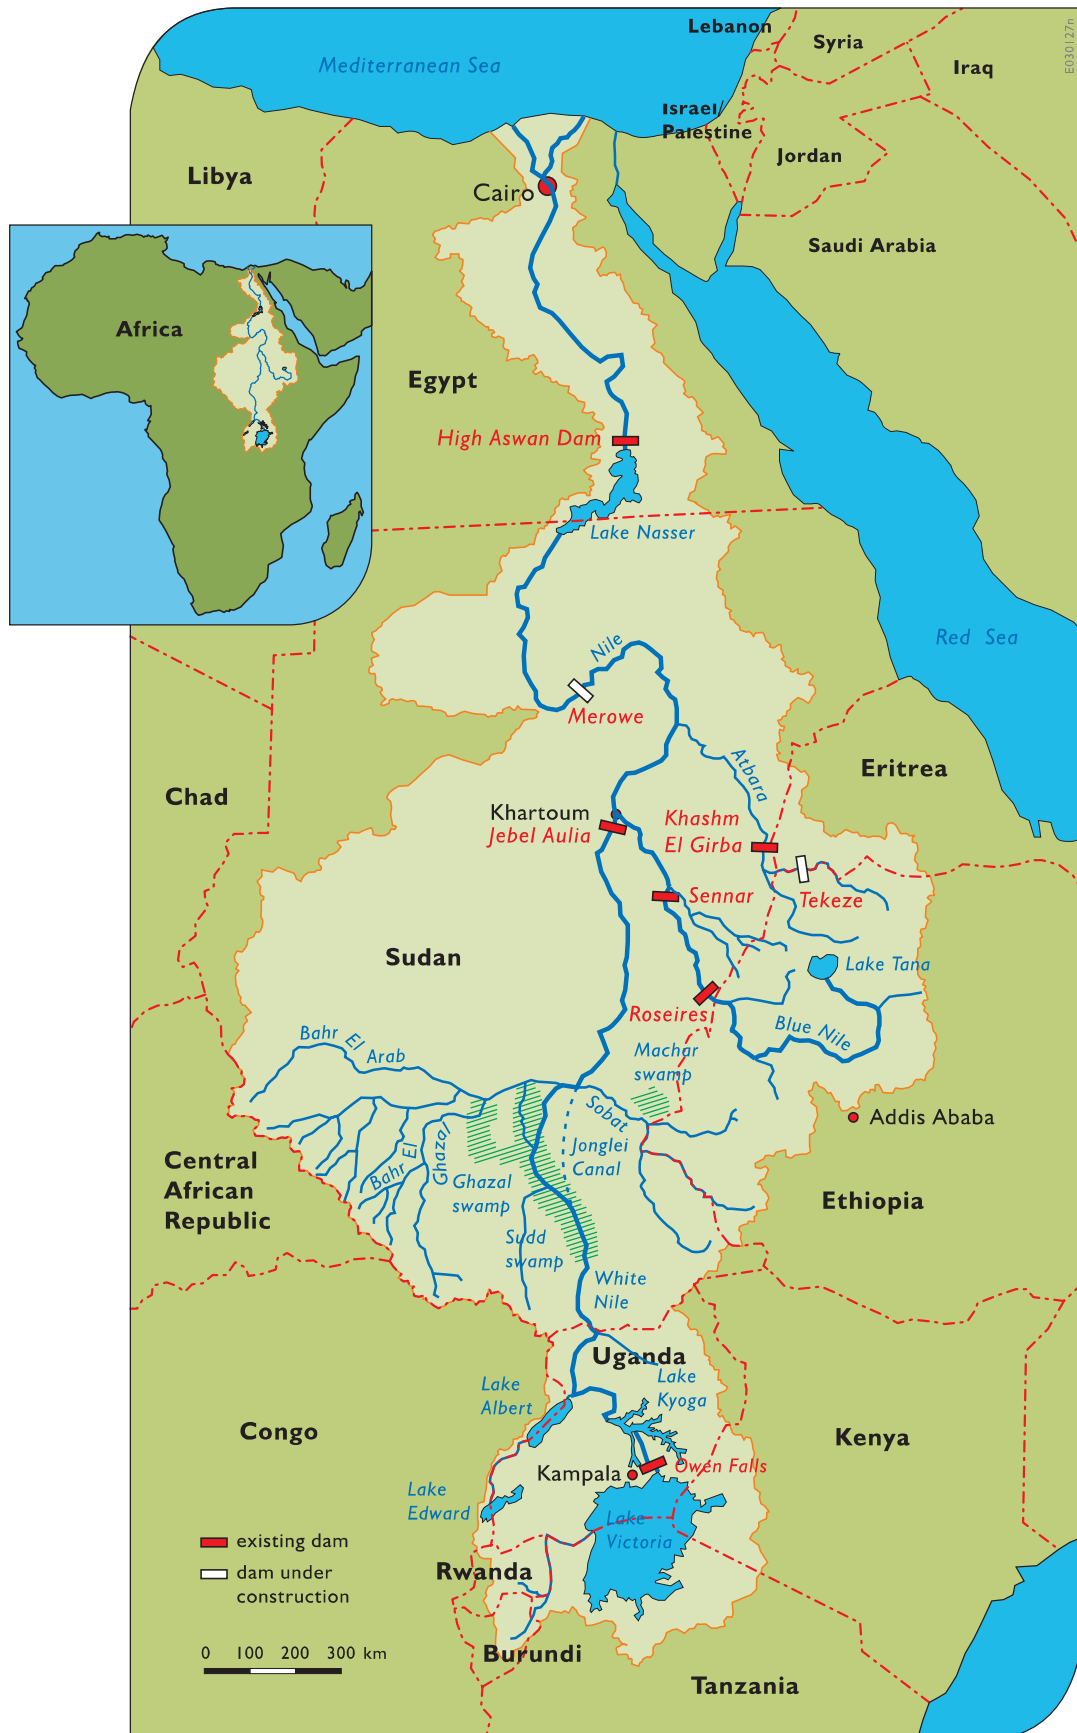 Lebanon
Syria
Iraq
E030127n
Mediterranean Sea
Israel/
Palestine
Jordan
Libya
Cairo
Saudi Arabia
Africa
Egypt
High Aswan Dam
Lake Nasser
Red Sea
Nile
Merowe
Atbara
Eritrea
Chad
Khartoum
Jebel Aulia
Khashm
El Girba
Sennar
Tekeze
Sudan
Lake Tana
Roseires
Blue Nile
Bahr El Arab
Machar
swamp
Sobat
Addis Ababa
Jonglei
Canal
Bahr El Ghazal
Ghazal
swamp
Central
African
Republic
Ethiopia
Sudd
swamp
White
Nile
Uganda
Lake
Albert
Lake
Kyoga
Congo
Kenya
Kampala
Owen Falls
Lake
Edward
Lake
Victoria
existing dam
dam under
construction
Rwanda
0 100 200 300 km
Burundi
Tanzania